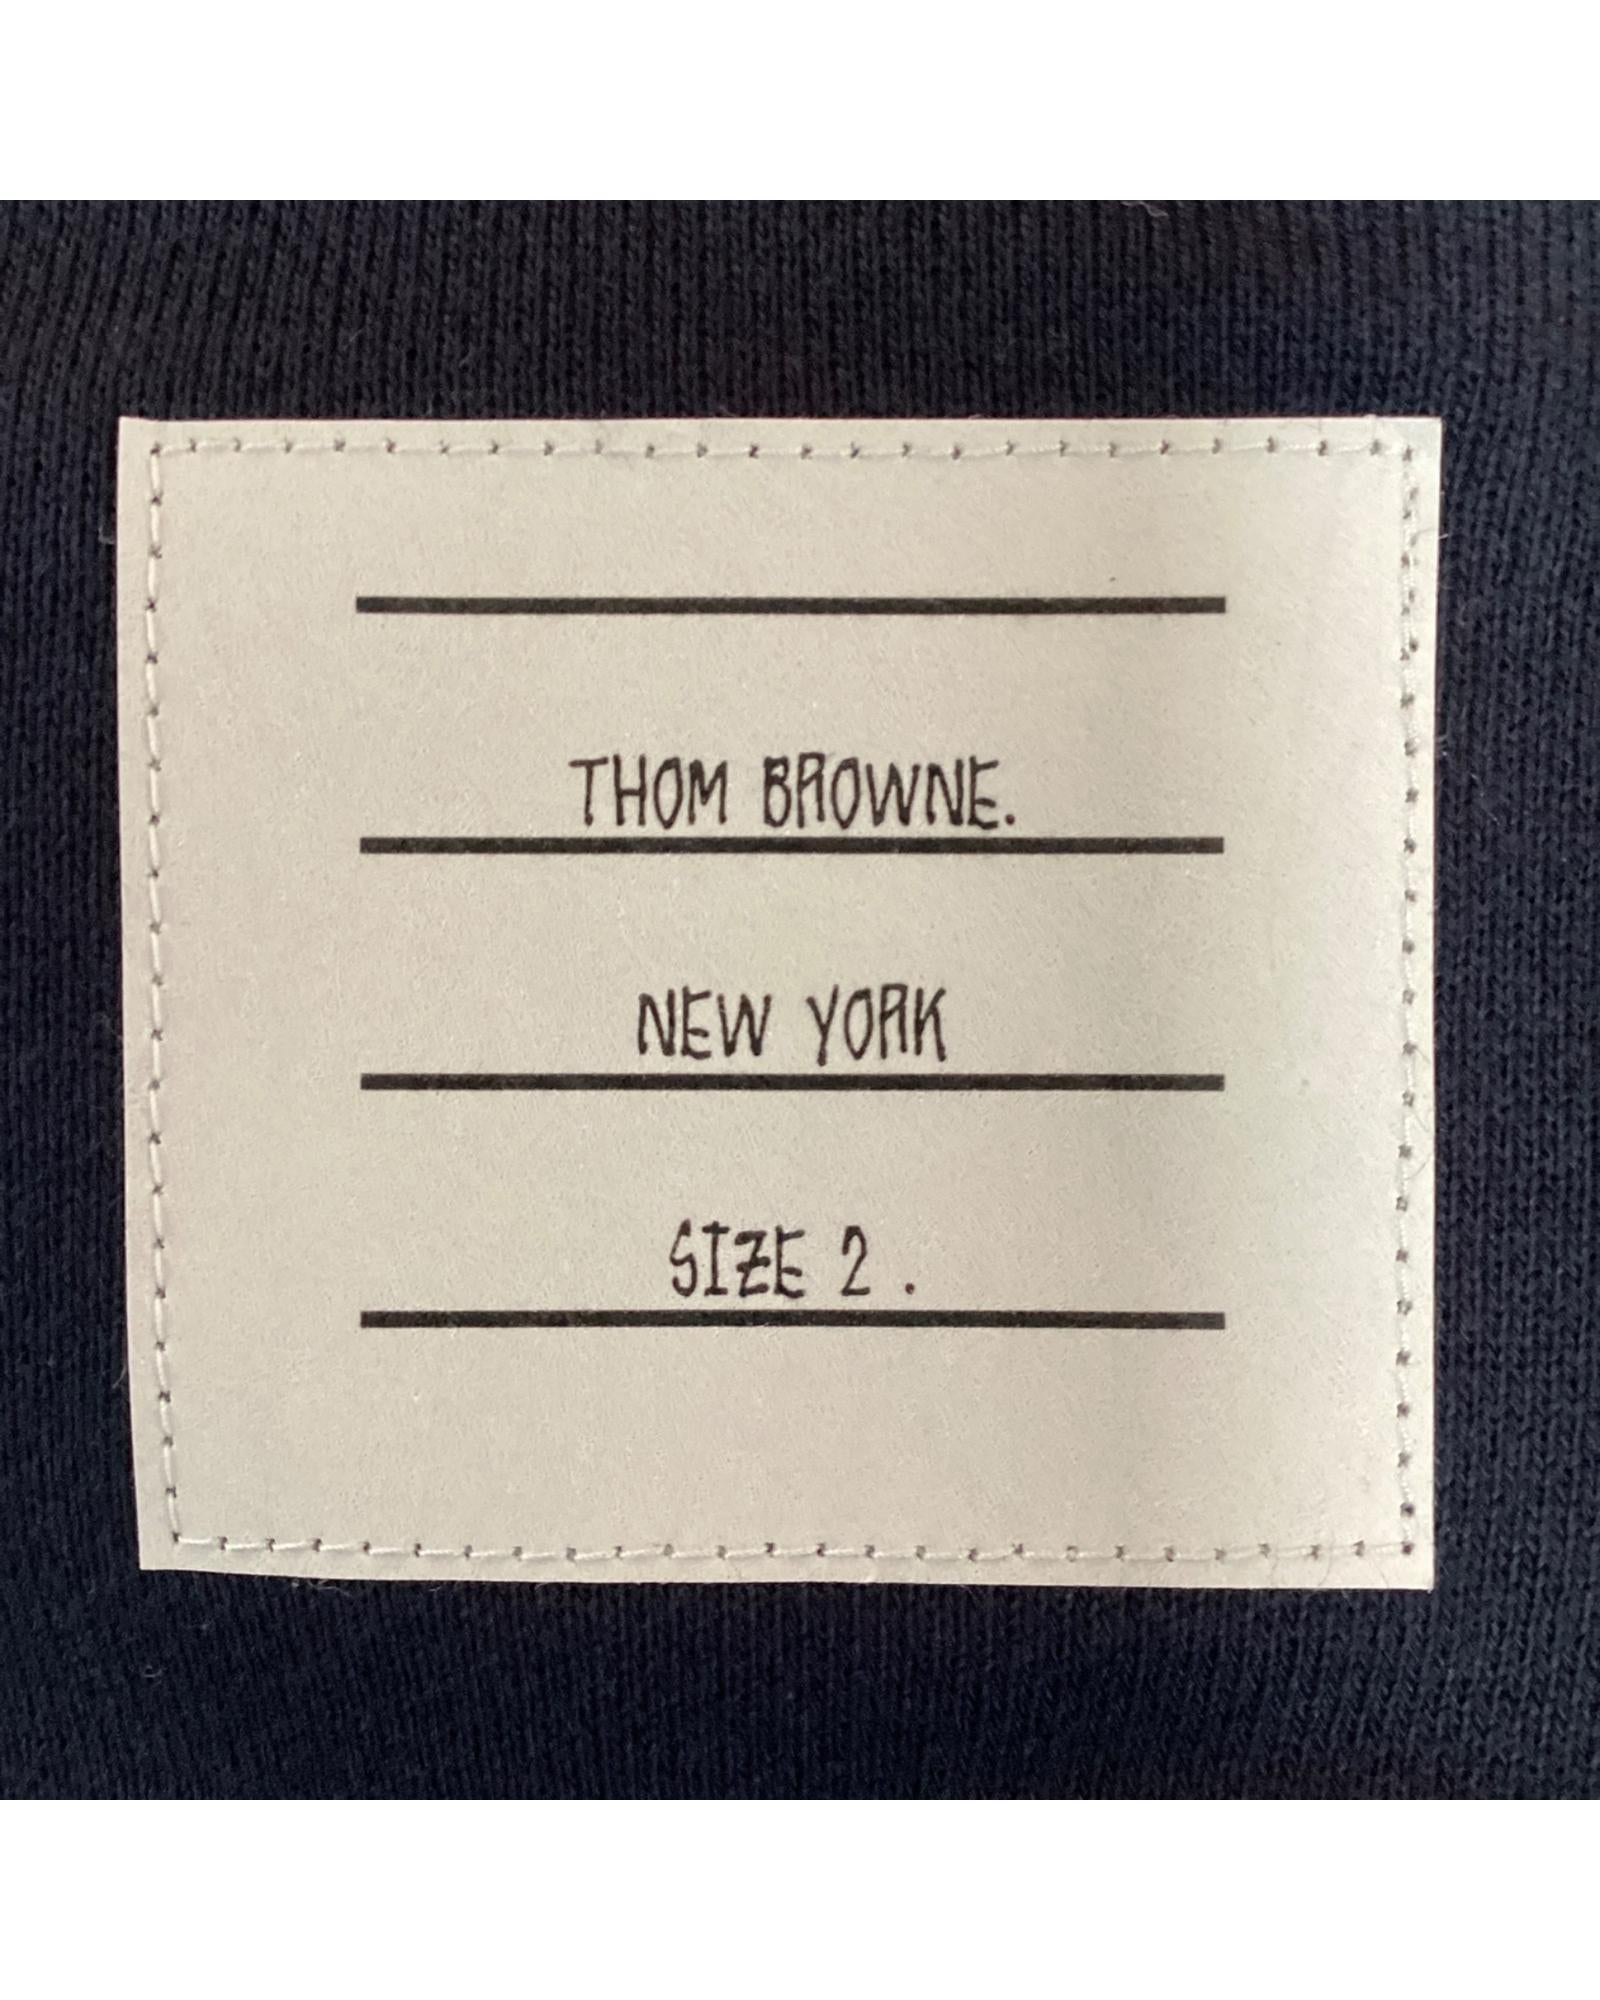 THOM BROWNE.
NEW YORK
SIZE 2 .